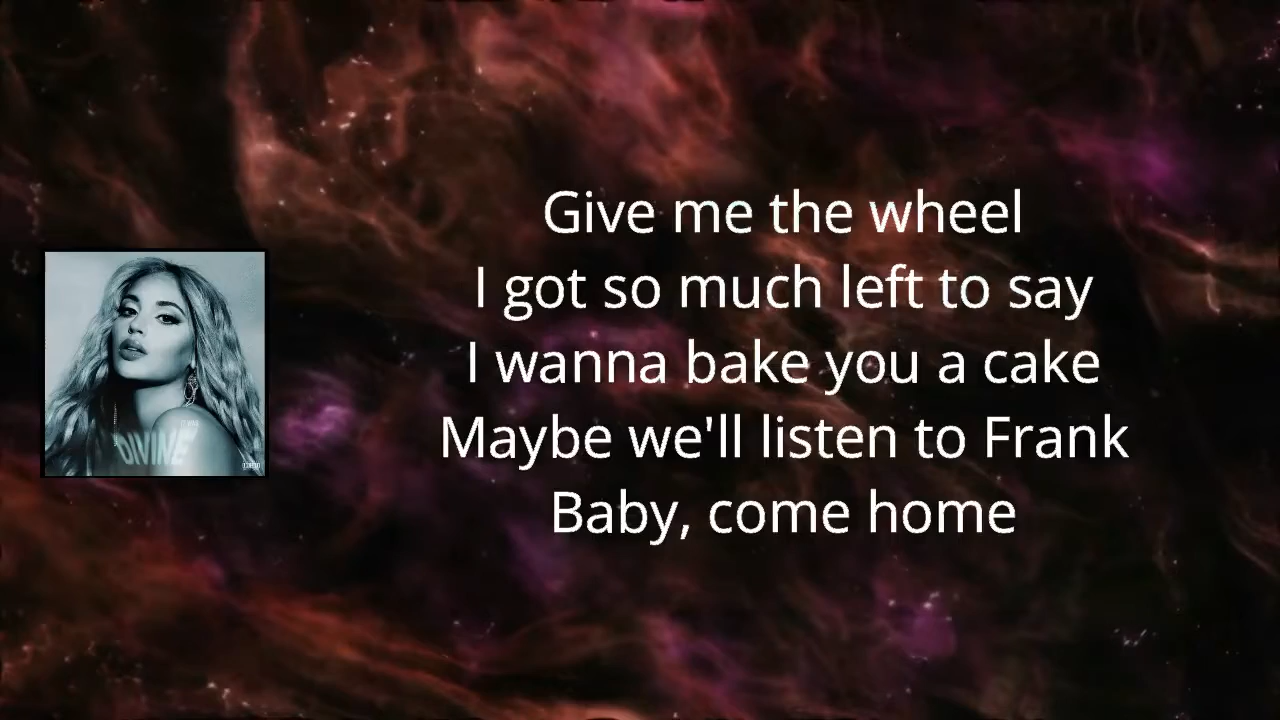 Give me the wheel
I got so much left to say
I wanna bake you a cake
Maybe we'll listen to Frank
Baby, come home
DIVINE